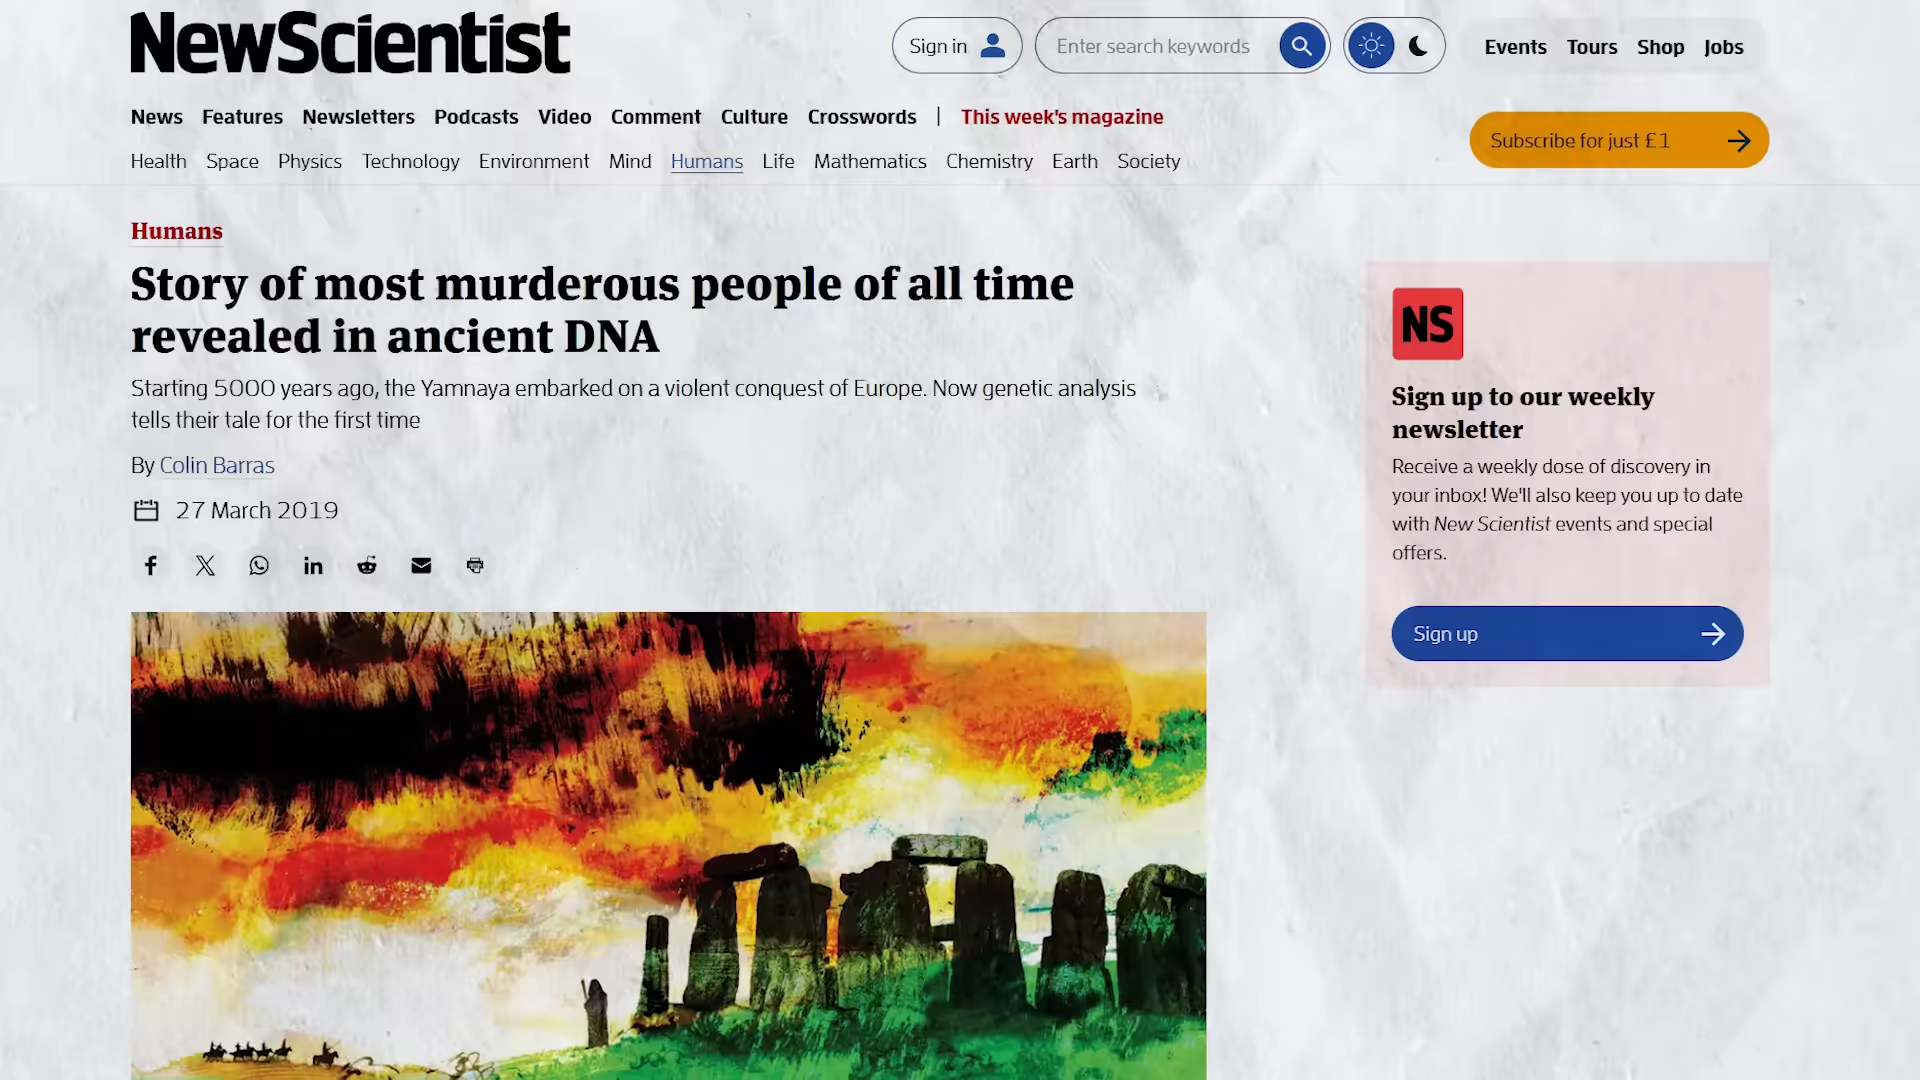 NewScientist
Sign in
Enter search keywords
Events Tours Shop Jobs
News Features Newsletters Podcasts Video Comment Culture Crosswords | This week's magazine
Subscribe for just £1
Health Space Physics Technology Environment Mind Humans Life Mathematics Chemistry Earth Society
Humans
Story of most murderous people of all time
revealed in ancient DNA
Starting 5000 years ago, the Yamnaya embarked on a violent conquest of Europe. Now genetic analysis
tells their tale for the first time
By Colin Barras
27 March 2019
NS
Sign up to our weekly
newsletter
Receive a weekly dose of discovery in
your inbox! We'll also keep you up to date
with New Scientist events and special
offers.
Sign up